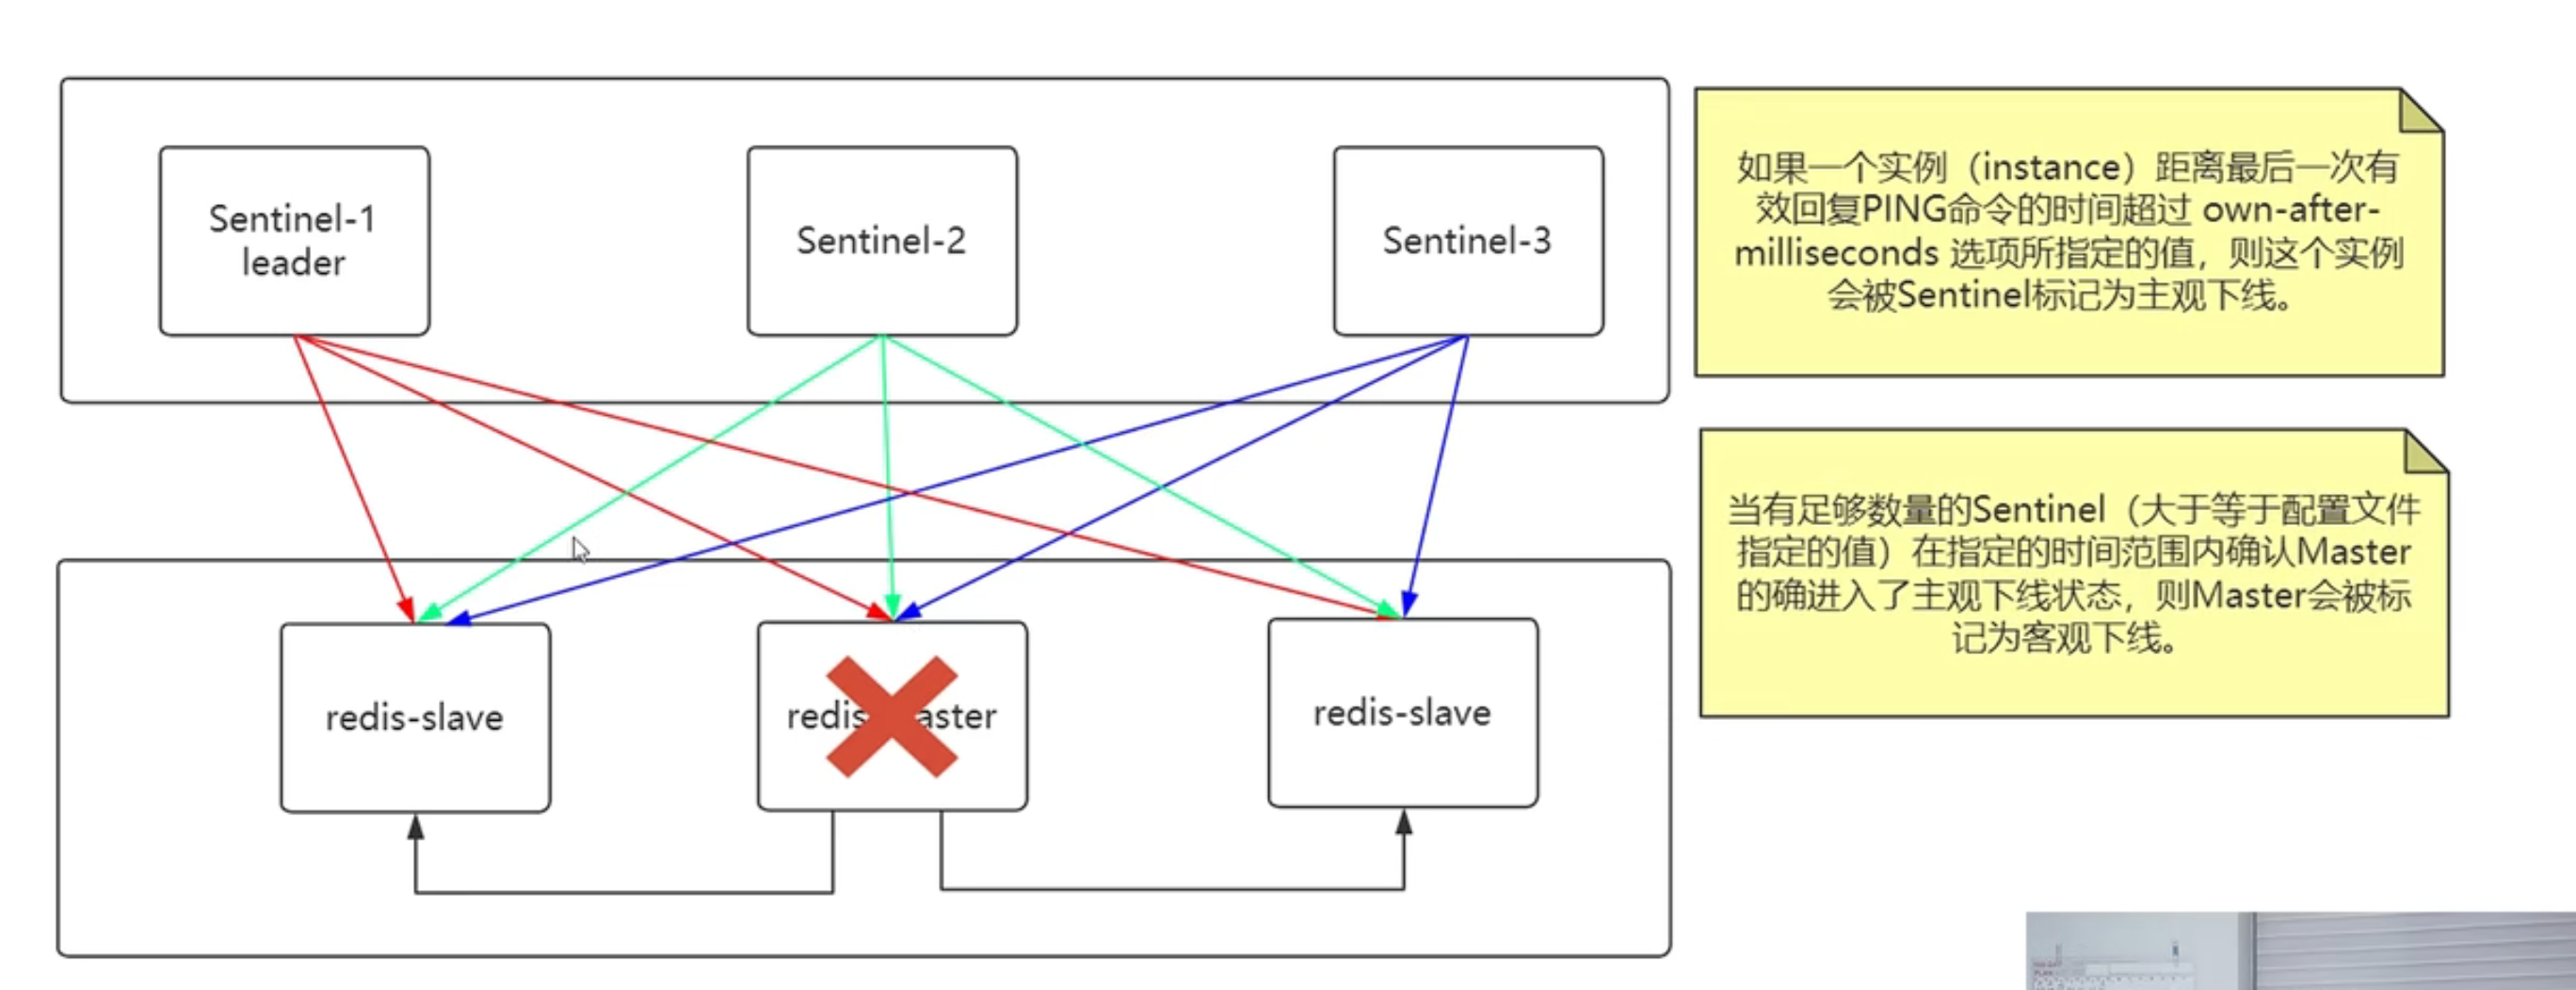 Sentinel-1
leader
Sentinel-2
Sentinel-3
如果一个实例（instance）距离最后一次有
效回复PING命令的时间超过 own-after-
milliseconds 选项所指定的值，则这个实例
会被Sentinel标记为主观下线。
当有足够数量的Sentinel（大于等于配置文件
指定的值）在指定的时间范围内确认Master
的确进入了主观下线状态，则Master会被标
记为客观下线。
redis-slave
redis aster
redis-slave